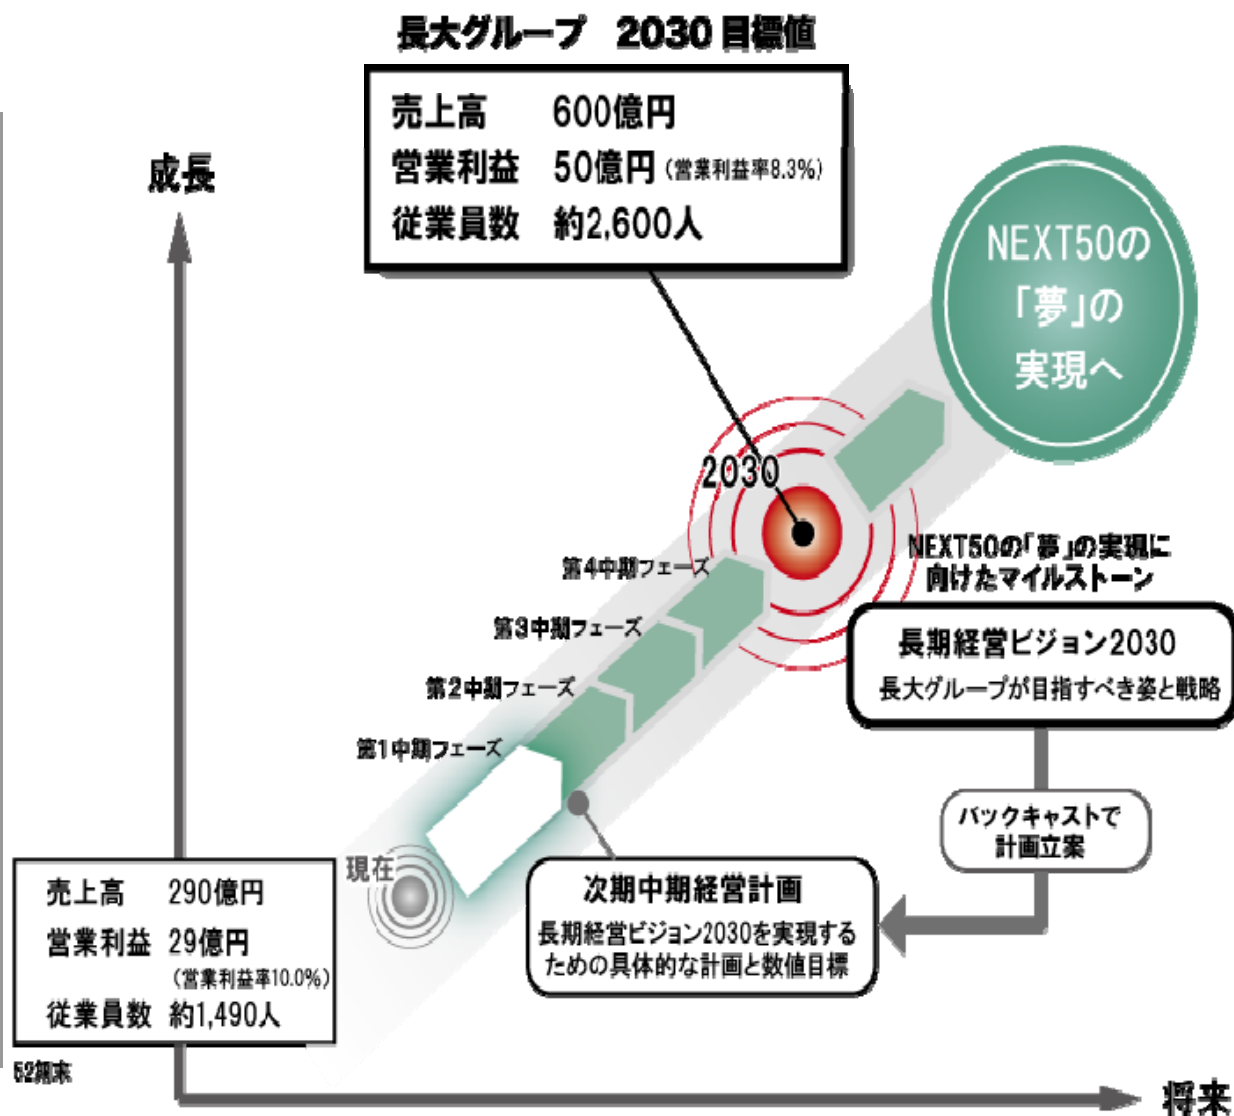 長大グループ 2030 目標値
売上高 600億円
営業利益 50億円 (営業利益率8.3%)
従業員数 約2,600人
成長
NEXT50の
「夢」の
実現へ
2030
NEXT50の「夢」の実現に
向けたマイルストーン
第4中期フェーズ
第3中期フェーズ
第2中期フェーズ
第1中期フェーズ
長期経営ビジョン2030
長大グループが目指すべき姿と戦略
バックキャストで
計画立案
現在
次期中期経営計画
長期経営ビジョン2030を実現する
ための具体的な計画と数値目標
売上高 290億円
営業利益 29億円
(営業利益率10.0%)
従業員数 約1,490人
52期末
将来